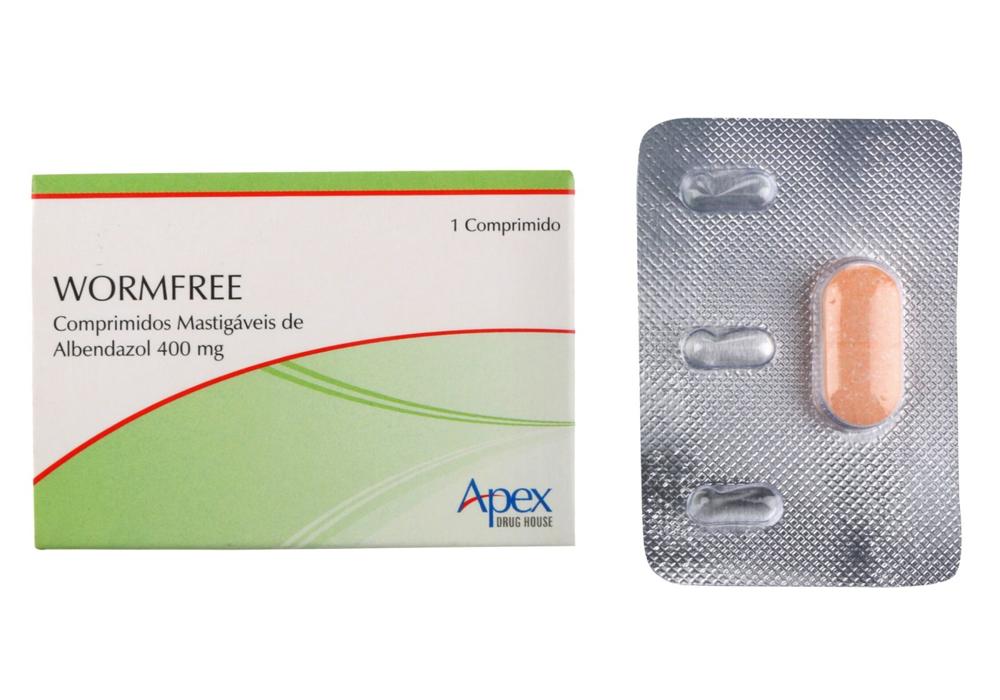 1 Comprimido
WORMFREE
Comprimidos Mastigáveis de
Albendazol 400 mg
Apex
DRUG HOUSE